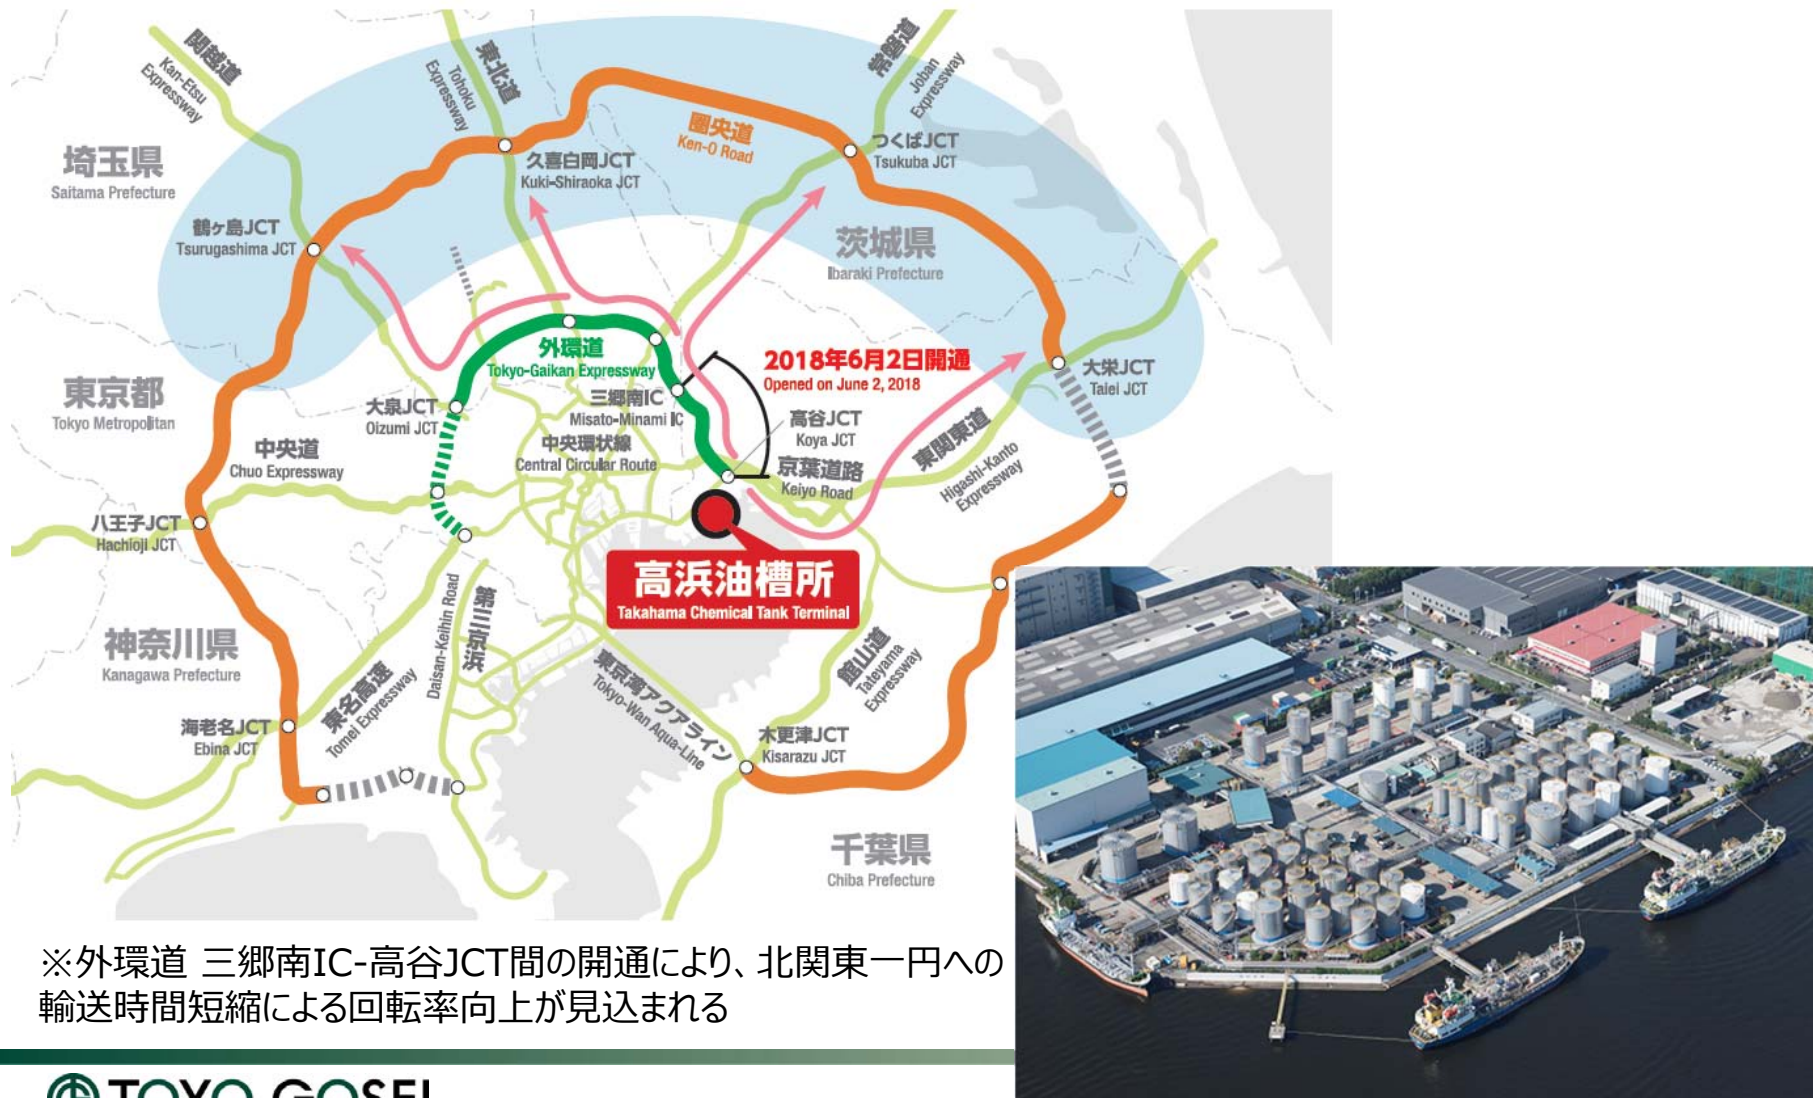 関越道
Kan-Etsu
Expressway
東北道
Tohoku
Expressway
常磐道
Joban
Expressway
圏央道
Ken-O Road
埼玉県
Saitama Prefecture
久喜白岡JCT
Kuki-Shiraoka JCT
つくばJCT
Tsukuba JCT
鶴ヶ島JCT
Tsurugashima JCT
茨城県
Ibaraki Prefecture
外環道
Tokyo-Gaikan Expressway
2018年6月2日開通
Opened on June 2, 2018
大栄JCT
Taiei JCT
東京都
Tokyo Metropolitan
大泉JCT
Oizumi JCT
三郷南IC
Misato-Minami IC
高谷JCT
Koya JCT
中央道
Chuo Expressway
中央環状線
Central Circular Route
京葉道路
Keiyo Road
東関東道
Higashi-Kanto
Expressway
八王子JCT
Hachioji JCT
高浜油槽所
Takahama Chemical Tank Terminal
神奈川県
Kanagawa Prefecture
第三京浜
Daisan-Keihin Road
東名高速
Tomei Expressway
東京湾アクアライン
Tokyo-Wan Aqua-Line
館山道
Tateyama
Expressway
海老名JCT
Ebina JCT
木更津JCT
Kisarazu JCT
千葉県
Chiba Prefecture
※外環道 三郷南IC-高谷JCT間の開通により、北関東一円への
輸送時間短縮による回転率向上が見込まれる
TOYO GOSEI